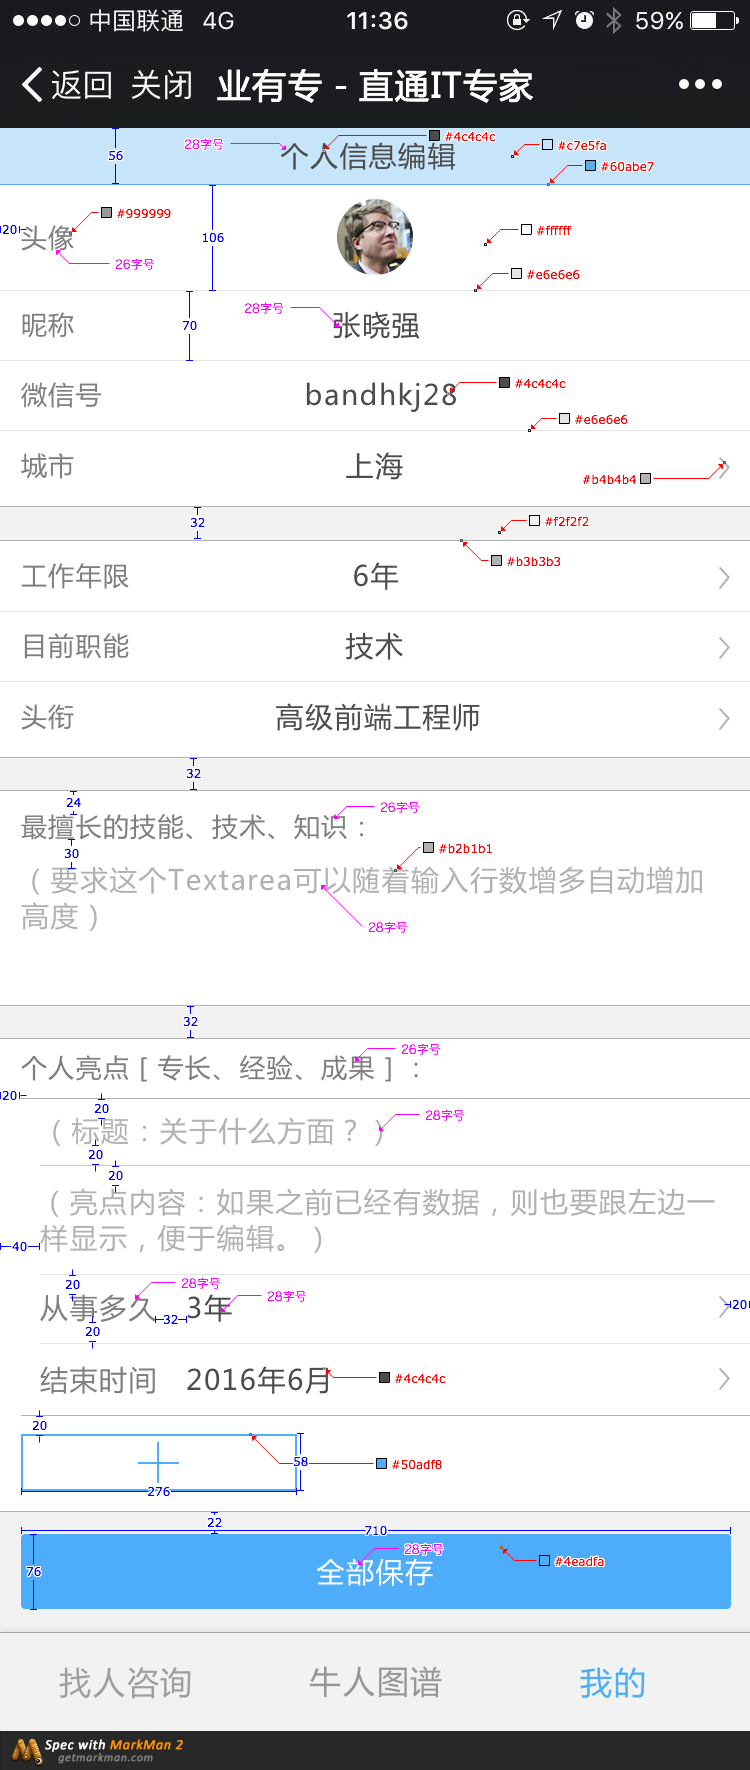 中国联通 4G 11:36 59%
返回 关闭 业有专 - 直通IT专家
56 28字号 个人信息编辑 #4c4c4c #c7e5fa
#60abe7
20 头像 #999999 106 #ffffff
26字号 #e6e6e6
昵称 70 28字号 张晓强
微信号 bandhkj28 #4c4c4c
#e6e6e6
城市 上海 #b4b4b4
32 #f2f2f2
#b3b3b3
工作年限 6年
目前职能 技术
头衔 高级前端工程师
32
24 26字号
最擅长的技能、技术、知识：
30 #b2b1b1
（要求这个Textarea可以随着输入行数增多自动增加
高度）
28字号
32
26字号
个人亮点 [ 专长、经验、成果 ] ：
20
20 28字号
（标题：关于什么方面？）
20
20
（亮点内容：如果之前已经有数据，则也要跟左边一
样显示，便于编辑。）
40
20 28字号 28字号
从事多久 32 3年 20
20
结束时间 2016年6月 #4c4c4c
20
58 #50adf8
276
22
710
28字号
76 全部保存 #4eadfa
找人咨询 牛人图谱 我的
Spec with MarkMan 2
getmarkman.com